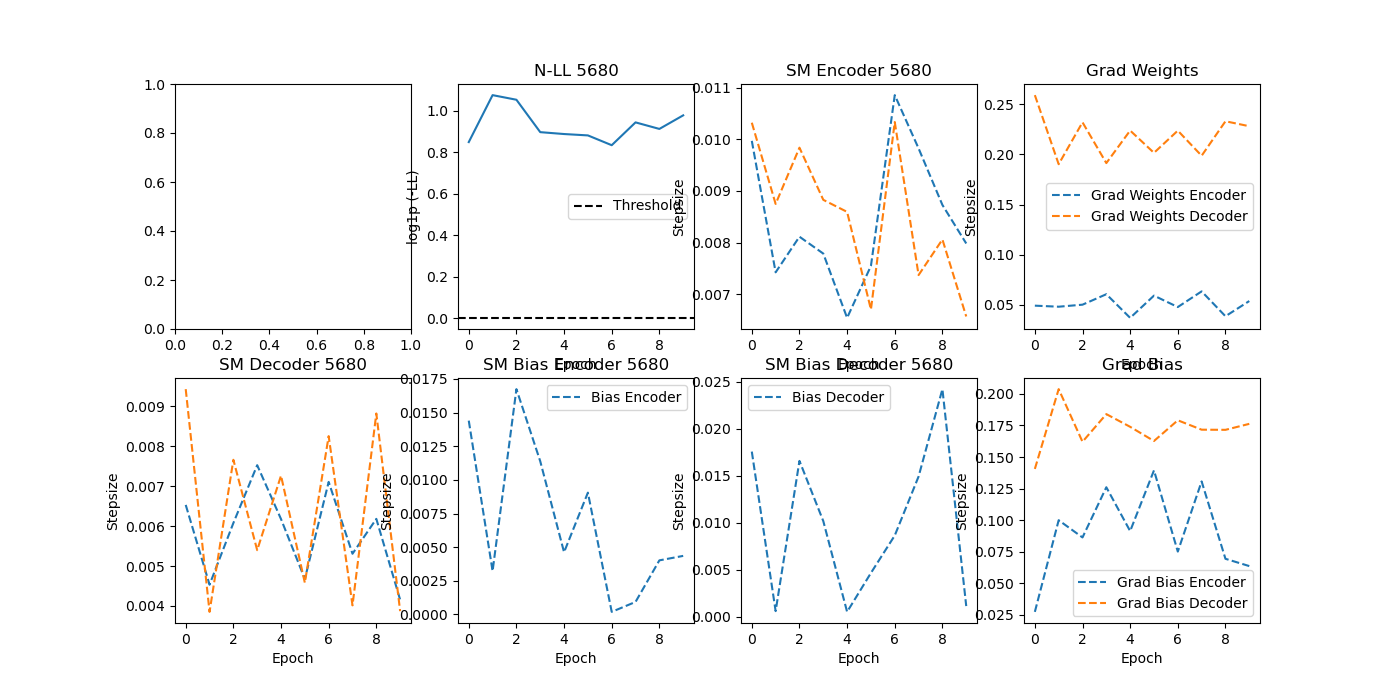 N-LL 5680
SM Encoder 5680
Grad Weights
1.0
0.8
0.6
0.4
0.2
0.0
0.0 0.2 0.4 0.6 0.8 1.0
log1p (-LL)
1.0
0.8
0.6
0.4
0.2
0.0
Threshold
0 2 4 6 8
Epoch
Stepsize
0.011
0.010
0.009
0.008
0.007
0 2 4 6 8
Epoch
Stepsize
0.25
0.20
0.15
0.10
0.05
Grad Weights Encoder
Grad Weights Decoder
0 2 4 6 8
Epoch
SM Decoder 5680
SM Bias Encoder 5680
SM Bias Decoder 5680
Grad Bias
Stepsize
0.009
0.008
0.007
0.006
0.005
0.004
0 2 4 6 8
Epoch
Stepsize
0.0175
0.0150
0.0125
0.0100
0.0075
0.0050
0.0025
0.0000
Bias Encoder
0 2 4 6 8
Epoch
Stepsize
0.025
0.020
0.015
0.010
0.005
0.000
Bias Decoder
0 2 4 6 8
Epoch
Stepsize
0.200
0.175
0.150
0.125
0.100
0.075
0.050
0.025
Grad Bias Encoder
Grad Bias Decoder
0 2 4 6 8
Epoch